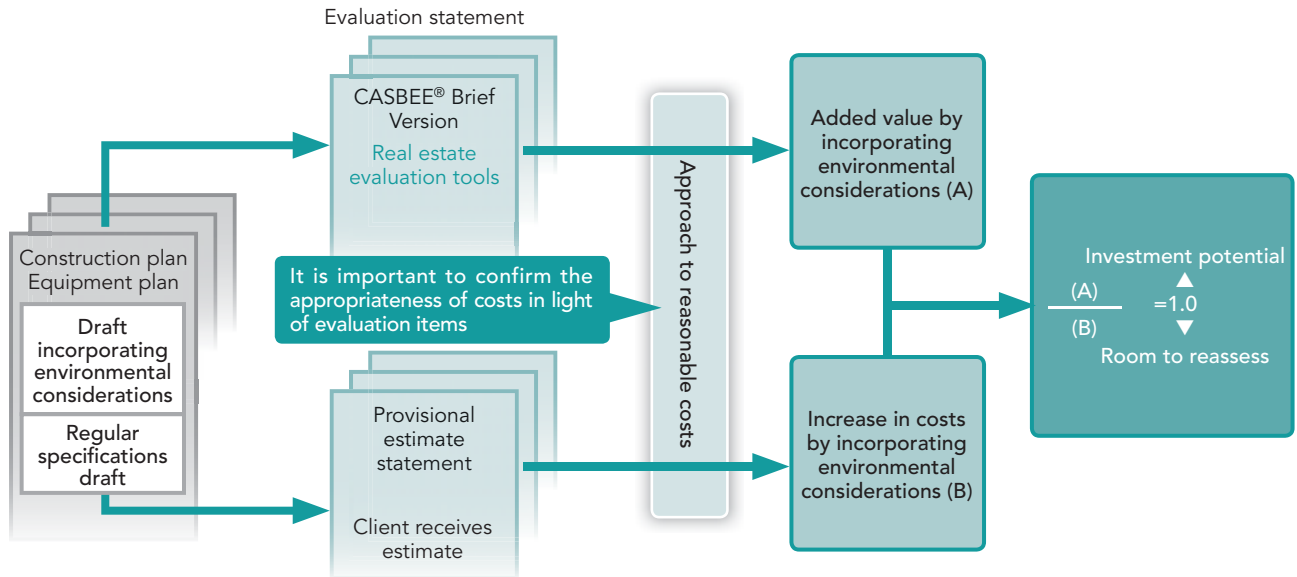 Evaluation statement
CASBEE® Brief
Version
Real estate
evaluation tools
Construction plan
Equipment plan
Draft
incorporating
environmental
considerations
Regular
specifications
draft
It is important to confirm the
appropriateness of costs in light
of evaluation items
Provisional
estimate
statement
Client receives
estimate
Approach to reasonable costs
Added value by
incorporating
environmental
considerations (A)
Increase in costs
by incorporating
environmental
considerations (B)
Investment potential
▲
(A)
=1.0
(B)
▼
Room to reassess